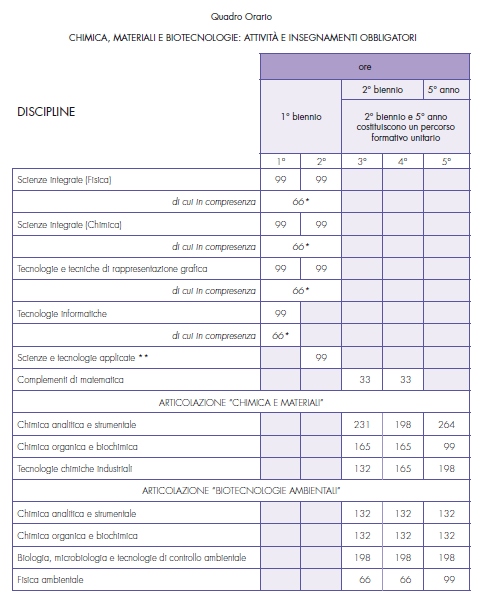 Quadro Orario
CHIMICA, MATERIALI E BIOTECNOLOGIE: ATTIVITÀ E INSEGNAMENTI OBBLIGATORI
ore
DISCIPLINE
1° biennio
2° biennio
5° anno
2° biennio e 5° anno
costituiscono un percorso
formativo unitario
1° 2° 3° 4° 5°
Scienze integrate (Fisica) 99 99
di cui in compresenza 66*
Scienze integrate (Chimica) 99 99
di cui in compresenza 66*
Tecnologie e tecniche di rappresentazione grafica 99 99
di cui in compresenza 66*
Tecnologie informatiche 99
di cui in compresenza 66*
Scienze e tecnologie applicate ** 99
Complementi di matematica 33 33
ARTICOLAZIONE "CHIMICA E MATERIALI"
Chimica analitica e strumentale 231 198 264
Chimica organica e biochimica 165 165 99
Tecnologie chimiche industriali 132 165 198
ARTICOLAZIONE "BIOTECNOLOGIE AMBIENTALI"
Chimica analitica e strumentale 132 132 132
Chimica organica e biochimica 132 132 132
Biologia, microbiologia e tecnologie di controllo ambientale 198 198 198
Fisica ambientale 66 66 99